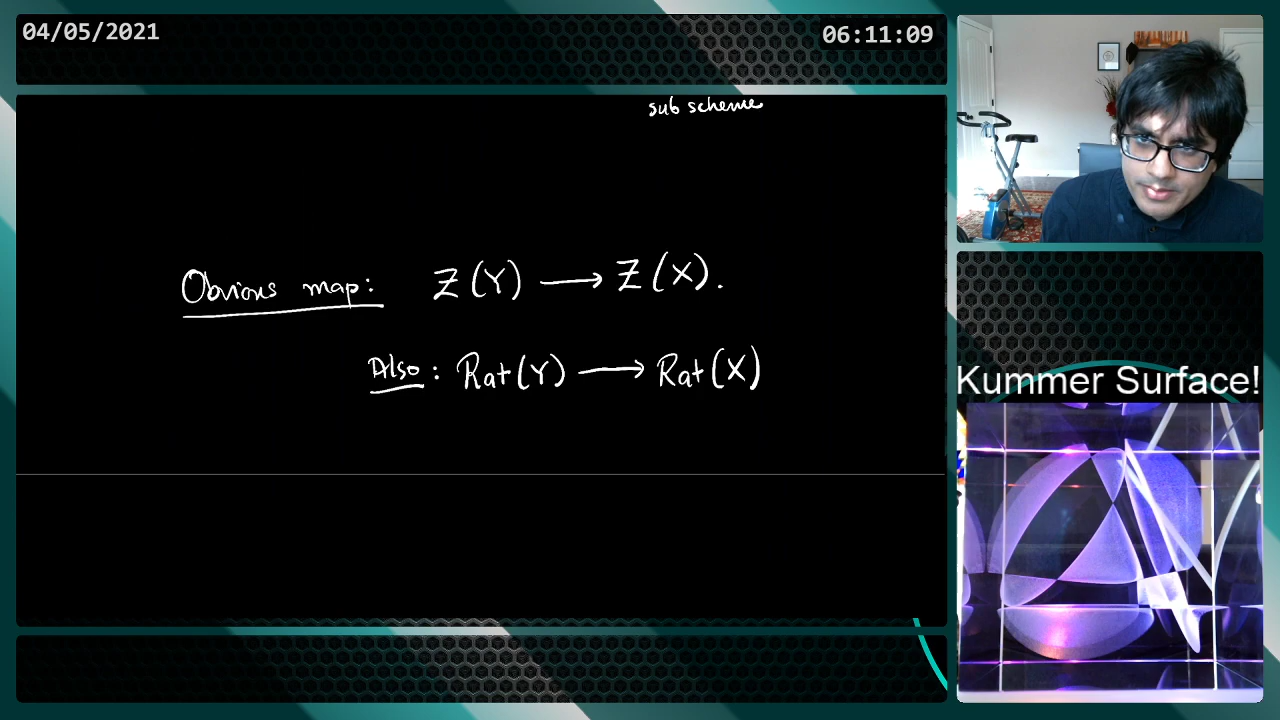 04/05/2021
06:11:09
sub scheme
Obvious map: Z(Y) ⟶ Z(X).
Also: Rat(Y) ⟶ Rat(X)
Kummer Surface!